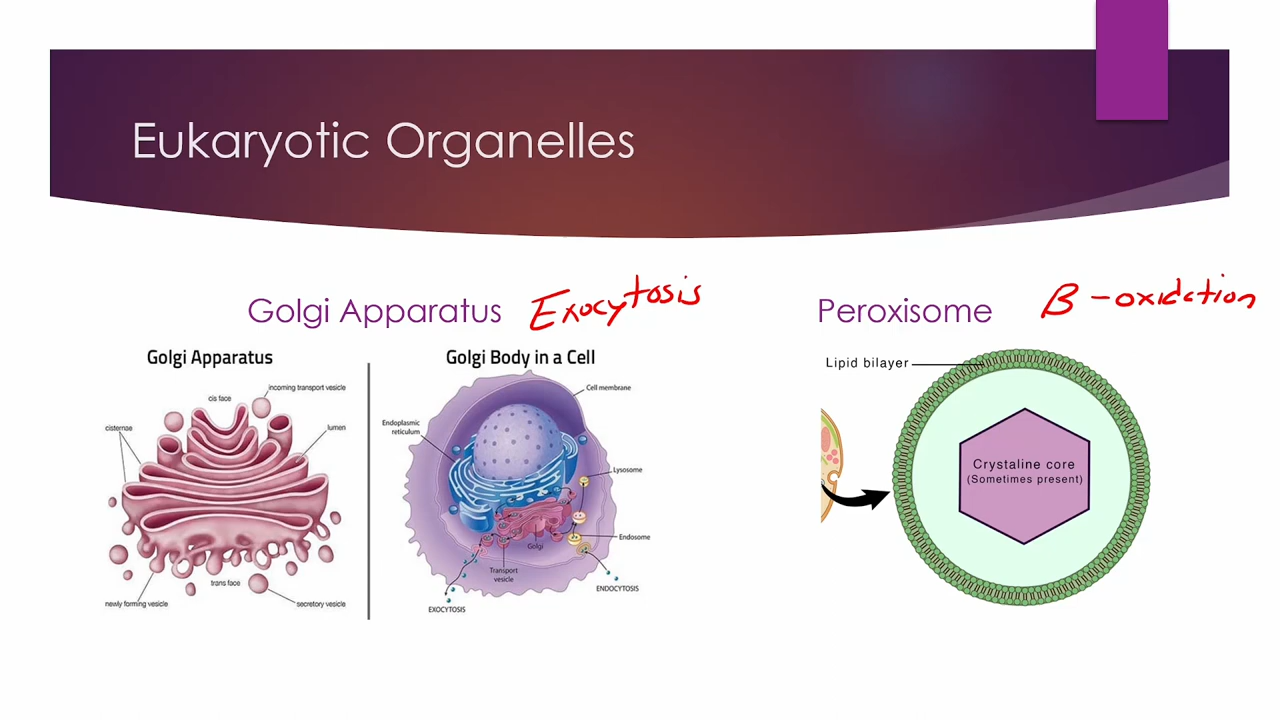 Eukaryotic Organelles
Golgi Apparatus Exocytosis
Golgi Apparatus
incoming transport vesicle
cis face
cisternae
lumen
trans face
newly forming vesicle
secretory vesicle
Golgi Body in a Cell
Cell membrane
Endoplasmic
reticulum
Lysosome
Endosome
Golgi
Transport
vesicle
ENDOCYTOSIS
EXOCYTOSIS
Peroxisome B-oxidation
Lipid bilayer
Crystaline core
(Sometimes present)